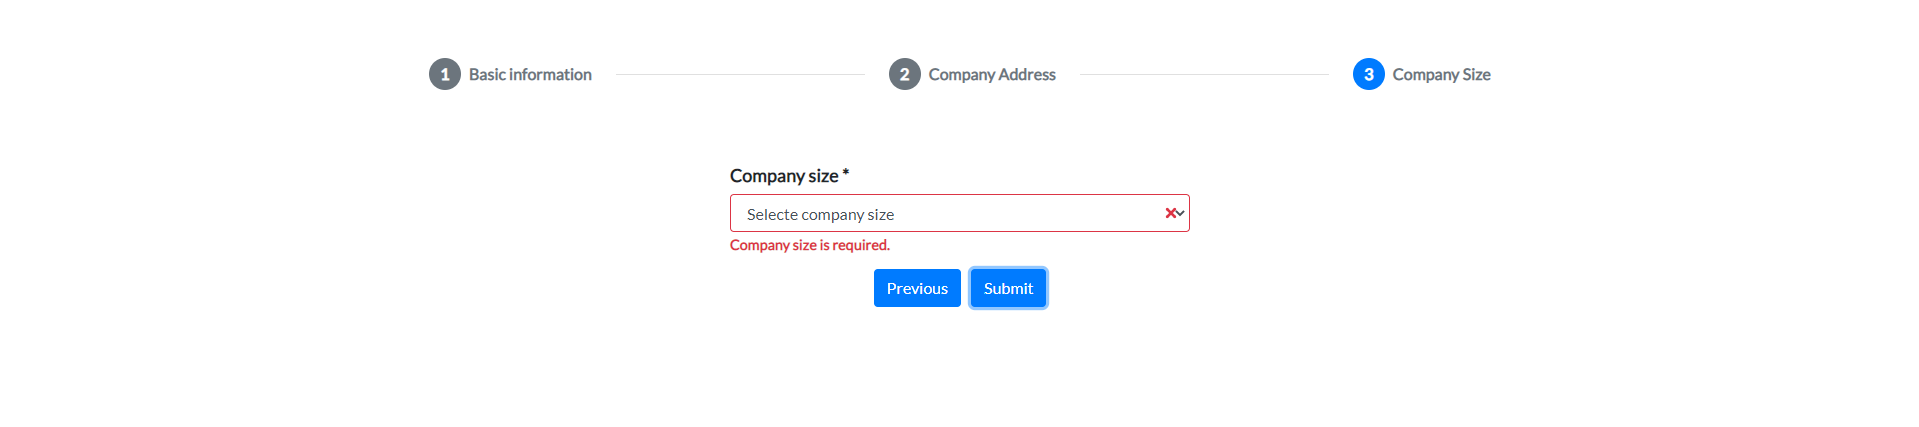 1 Basic information 2 Company Address 3 Company Size
Company size *
Selecte company size
Company size is required.
Previous Submit